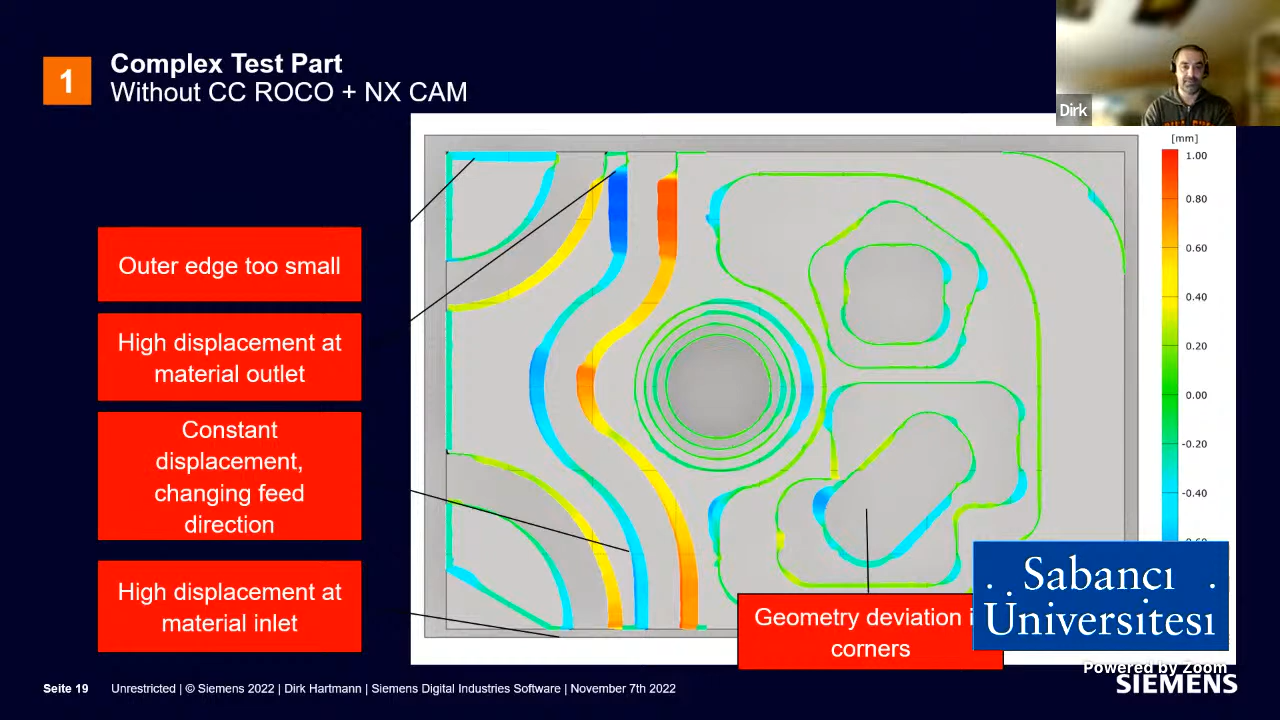 1
Complex Test Part
Without CC ROCO + NX CAM
Dirk
[mm]
1.00
0.80
0.60
0.40
0.20
0.00
-0.20
-0.40
Outer edge too small
High displacement at
material outlet
Constant
displacement,
changing feed
direction
High displacement at
material inlet
Geometry deviation
corners
Sabancı
Üniversitesi
Powered by Zoom
SIEMENS
Seite 19 Unrestricted | © Siemens 2022 | Dirk Hartmann | Siemens Digital Industries Software | November 7th 2022